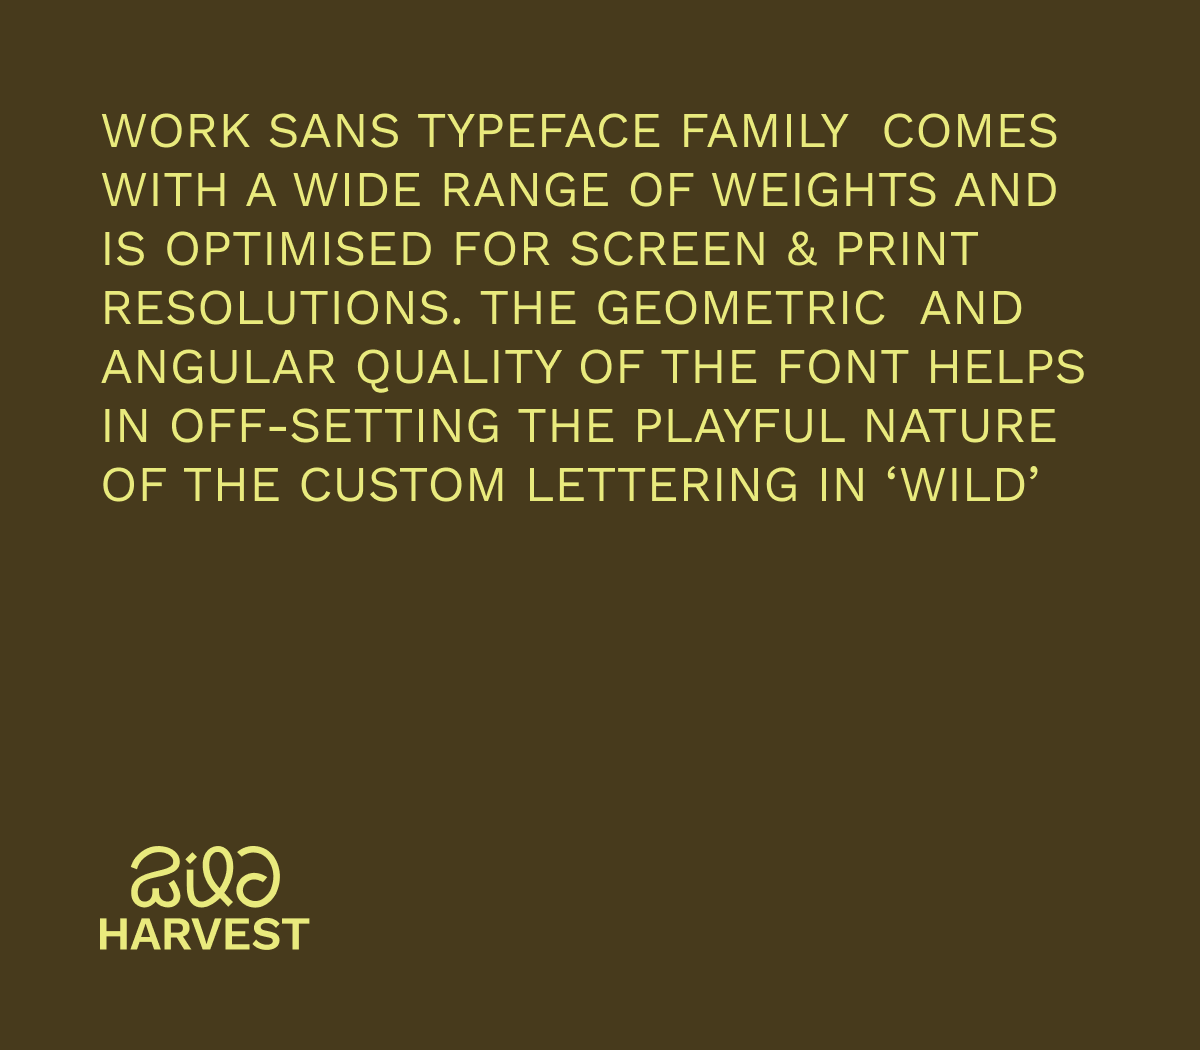 WORK SANS TYPEFACE FAMILY  COMES
WITH A WIDE RANGE OF WEIGHTS AND
IS OPTIMISED FOR SCREEN & PRINT
RESOLUTIONS. THE GEOMETRIC  AND
ANGULAR QUALITY OF THE FONT HELPS
IN OFF-SETTING THE PLAYFUL NATURE
OF THE CUSTOM LETTERING IN ‘WILD’
wild
HARVEST